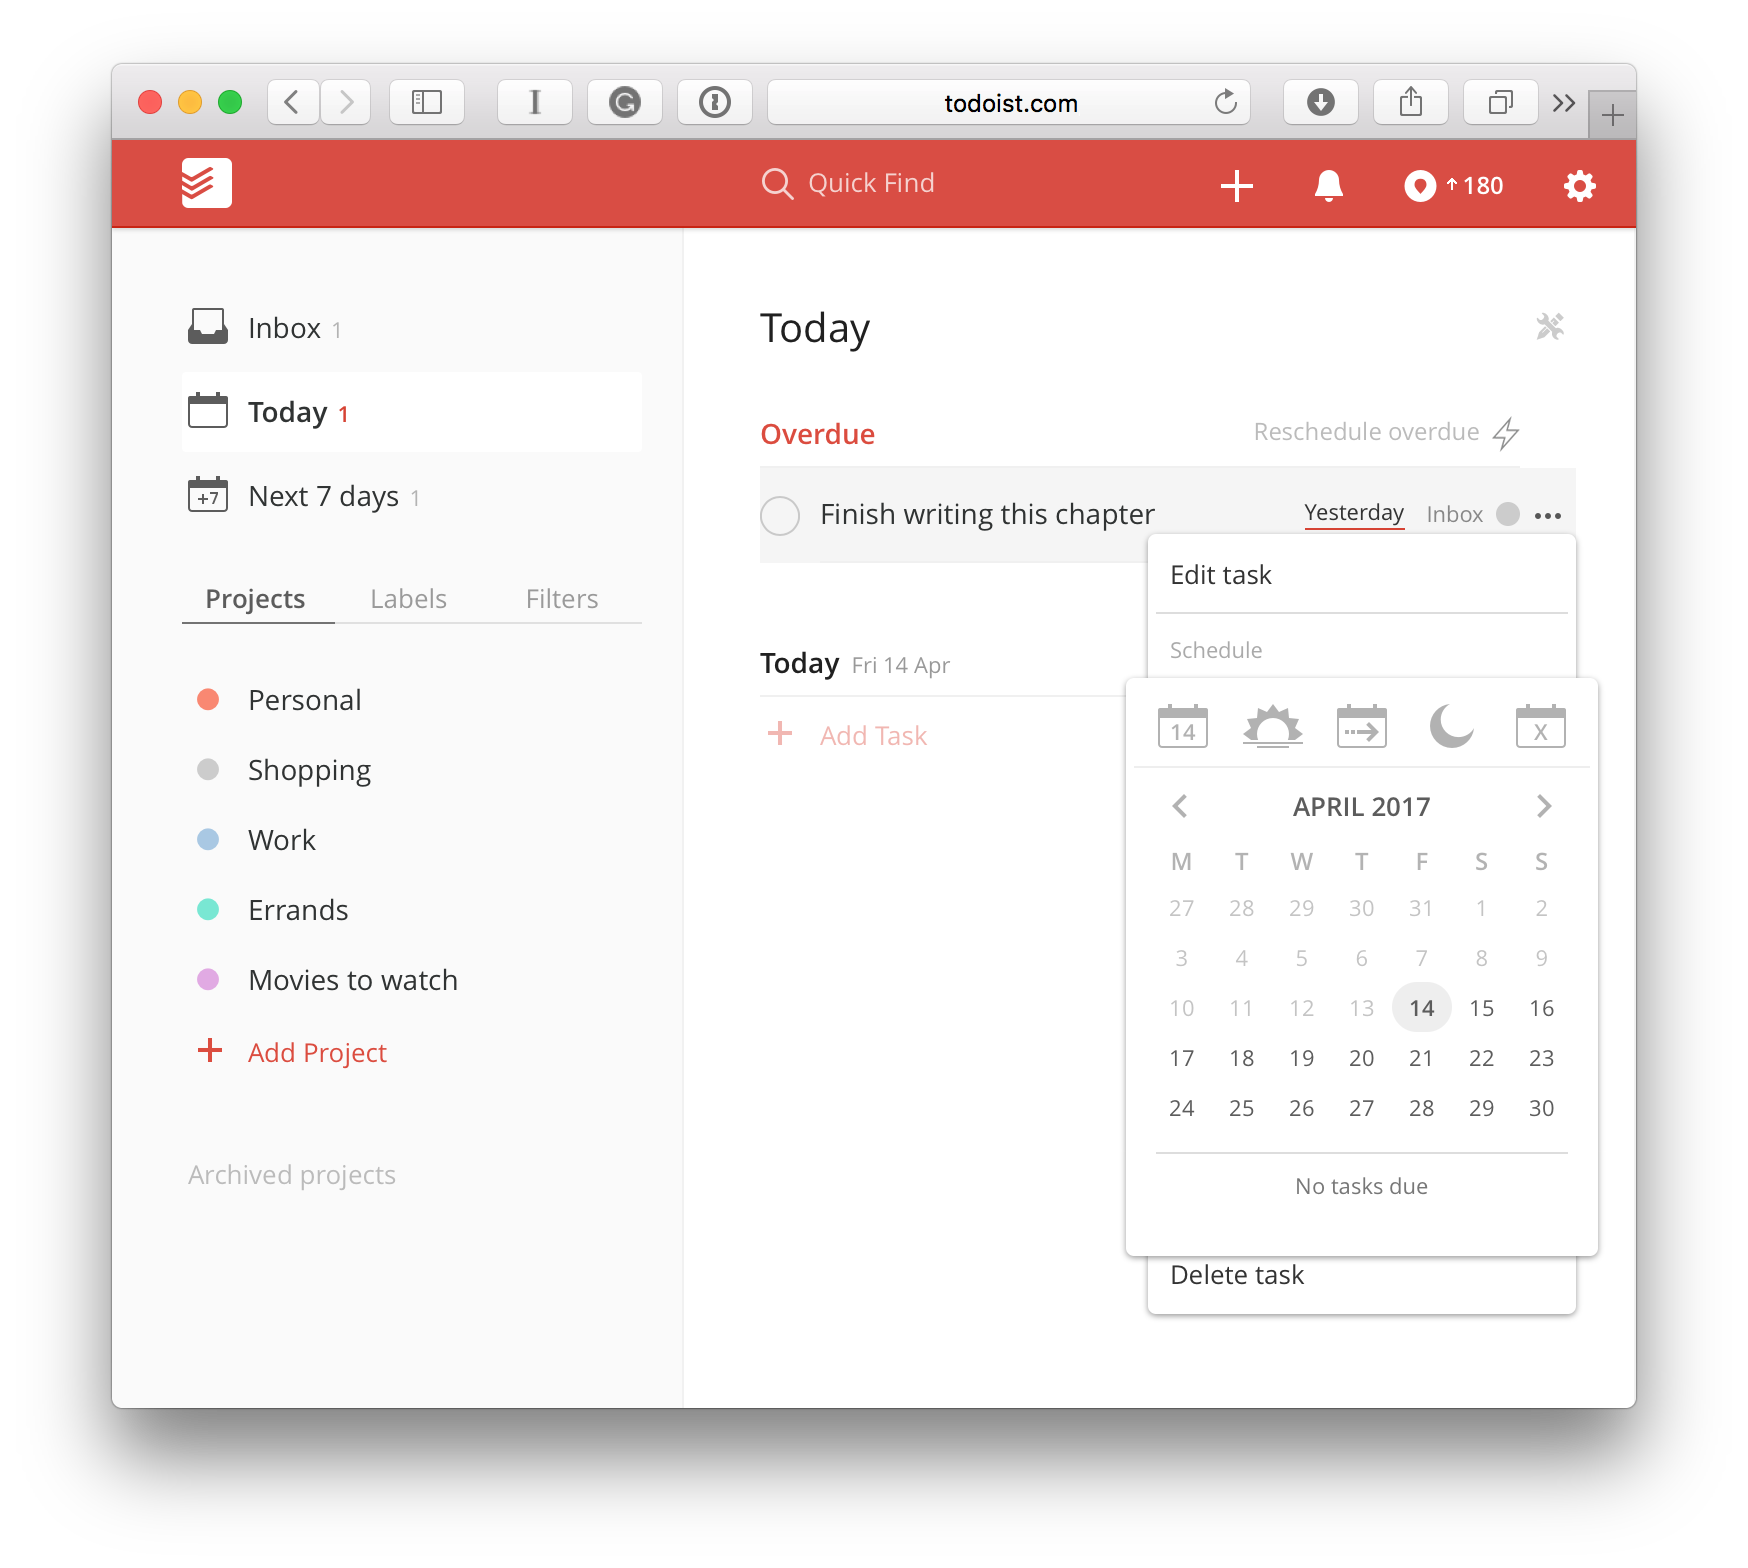 todoist.com
Quick Find
180
Inbox 1
Today 1
+7 Next 7 days 1
Projects Labels Filters
Personal
Shopping
Work
Errands
Movies to watch
Add Project
Archived projects
Today
Overdue Reschedule overdue
Finish writing this chapter Yesterday Inbox
Today Fri 14 Apr
Add Task
Edit task
Schedule
14 X
APRIL 2017
M T W T F S S
27 28 29 30 31 1 2
3 4 5 6 7 8 9
10 11 12 13 14 15 16
17 18 19 20 21 22 23
24 25 26 27 28 29 30
No tasks due
Delete task